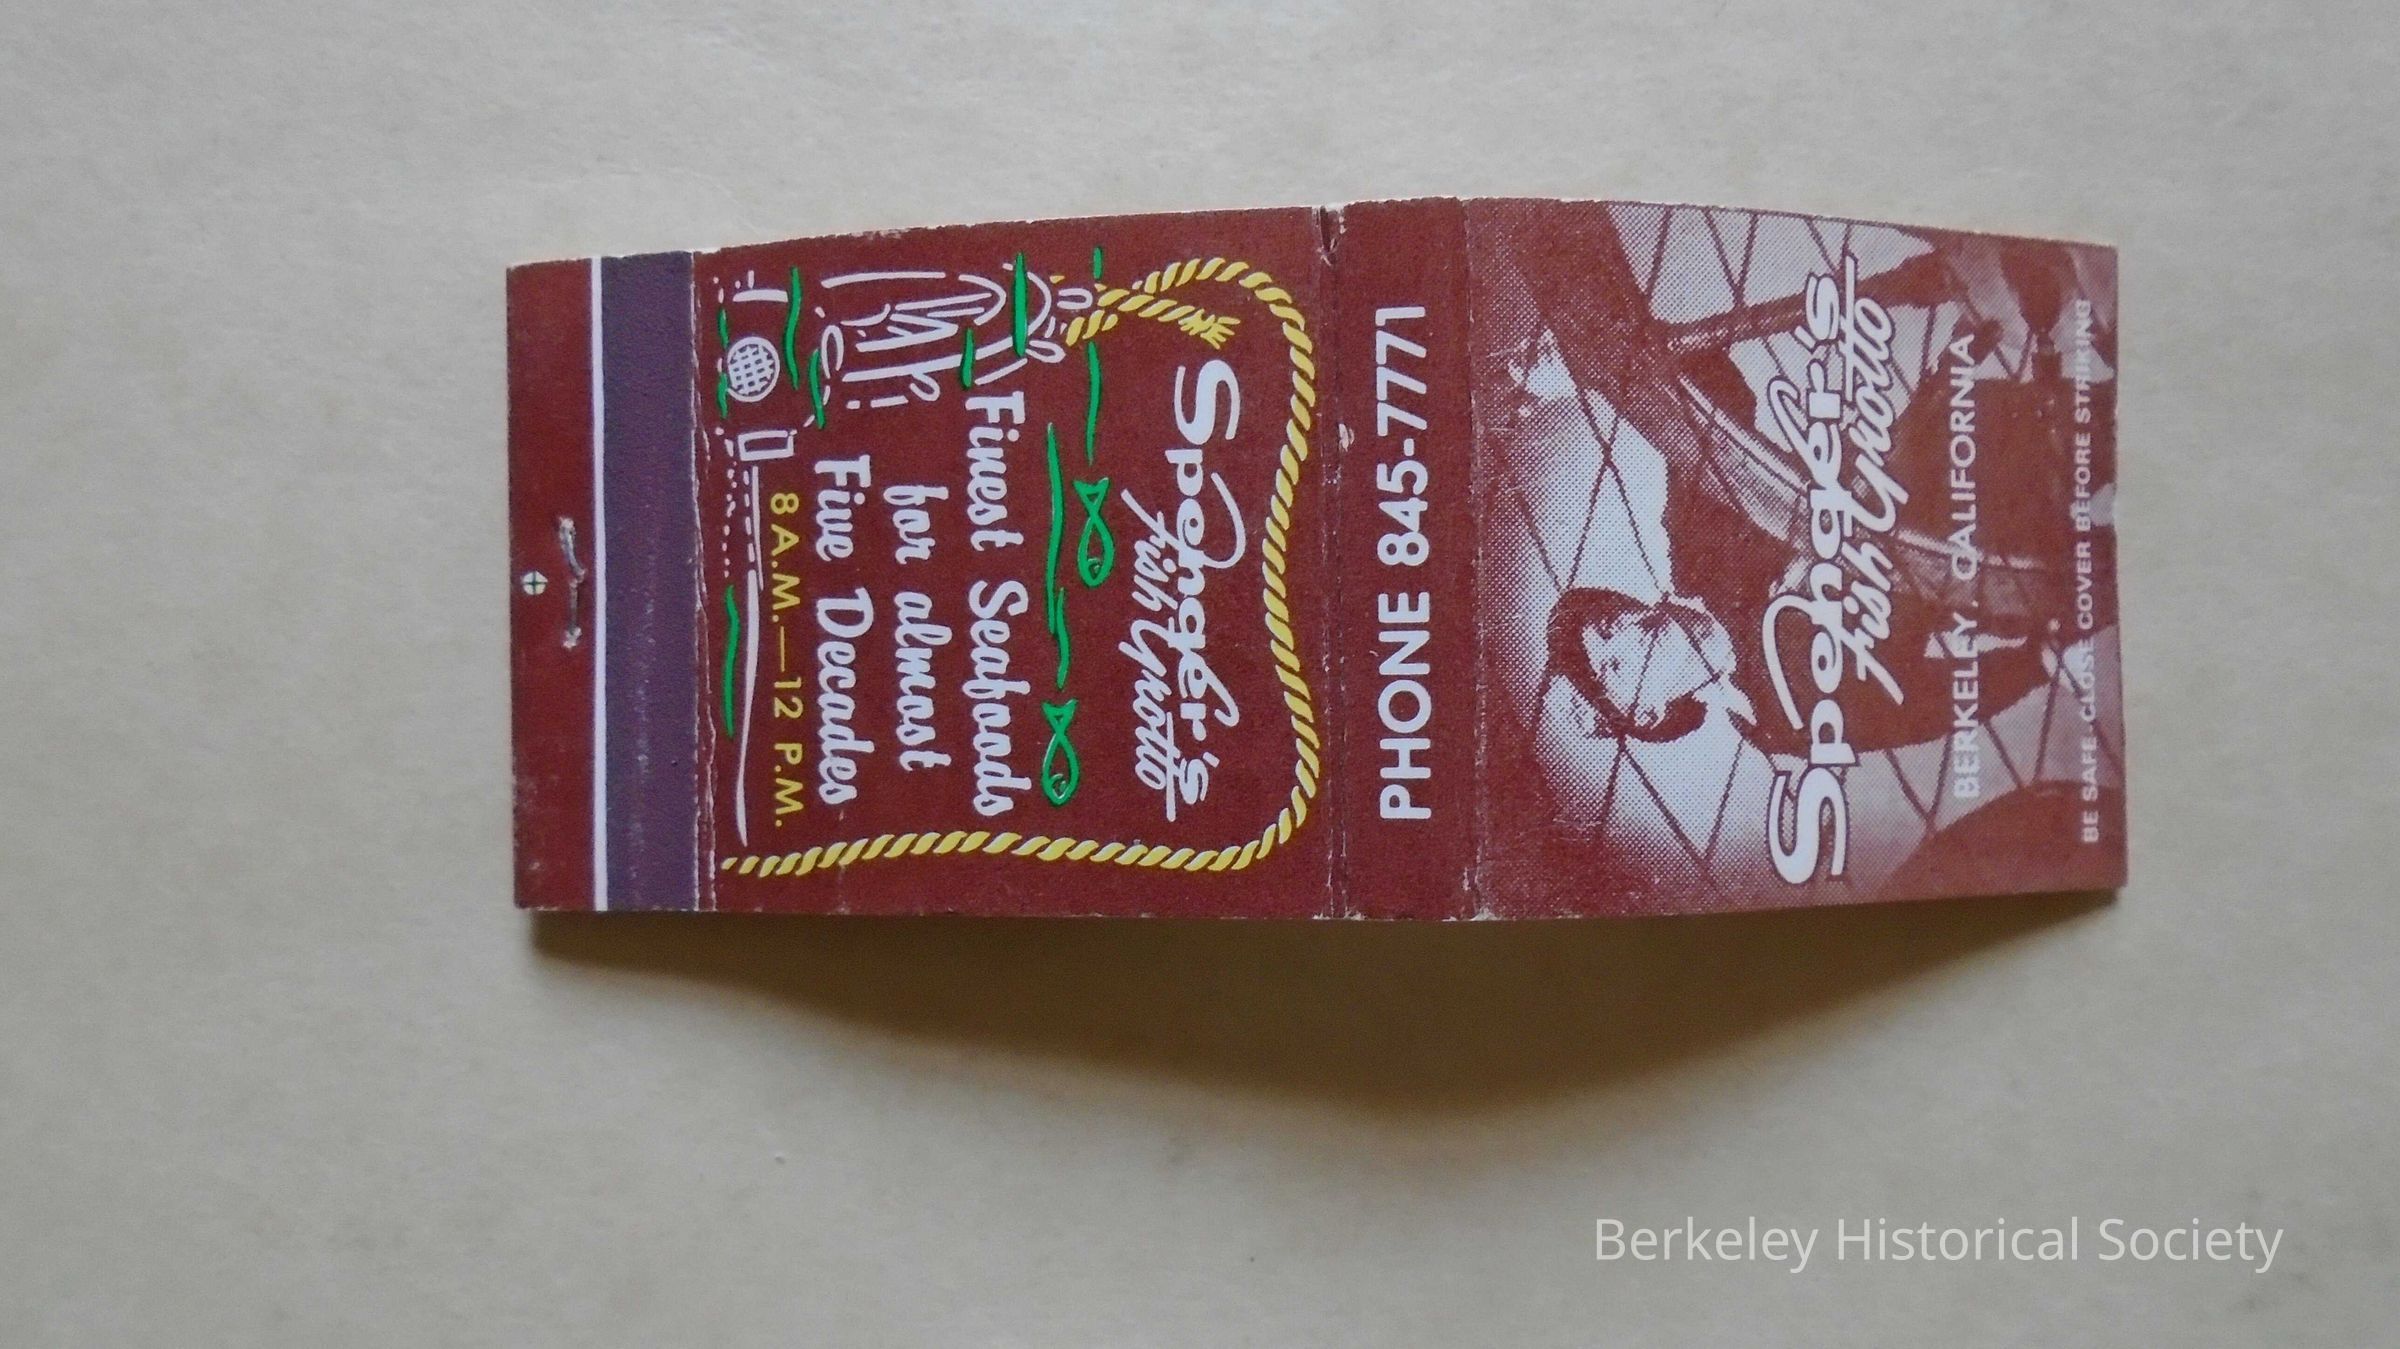 Spenger's
Fish Grotto
Finest Seafoods
for almost
Five Decades
8 A.M.—12 P.M.
PHONE 845-7771
Spenger's
Fish Grotto
BERKELEY, CALIFORNIA
BE SAFE-CLOSE COVER BEFORE STRIKING
Berkeley Historical Society